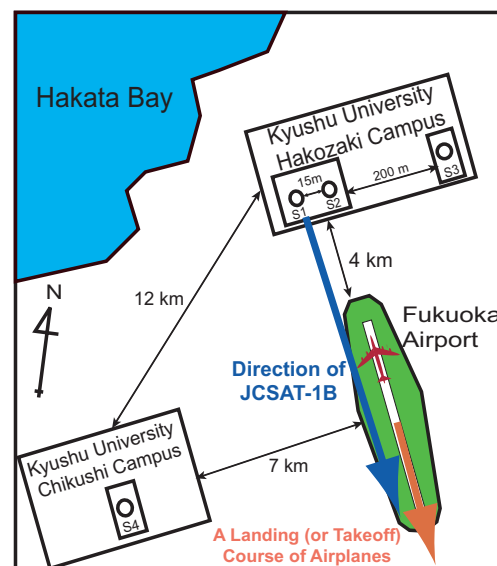 Hakata Bay
Kyushu University
Hakozaki Campus
15m
S1
S2
200 m
S3
N
12 km
4 km
Fukuoka
Airport
Direction of
JCSAT-1B
Kyushu University
Chikushi Campus
S4
7 km
A Landing (or Takeoff)
Course of Airplanes